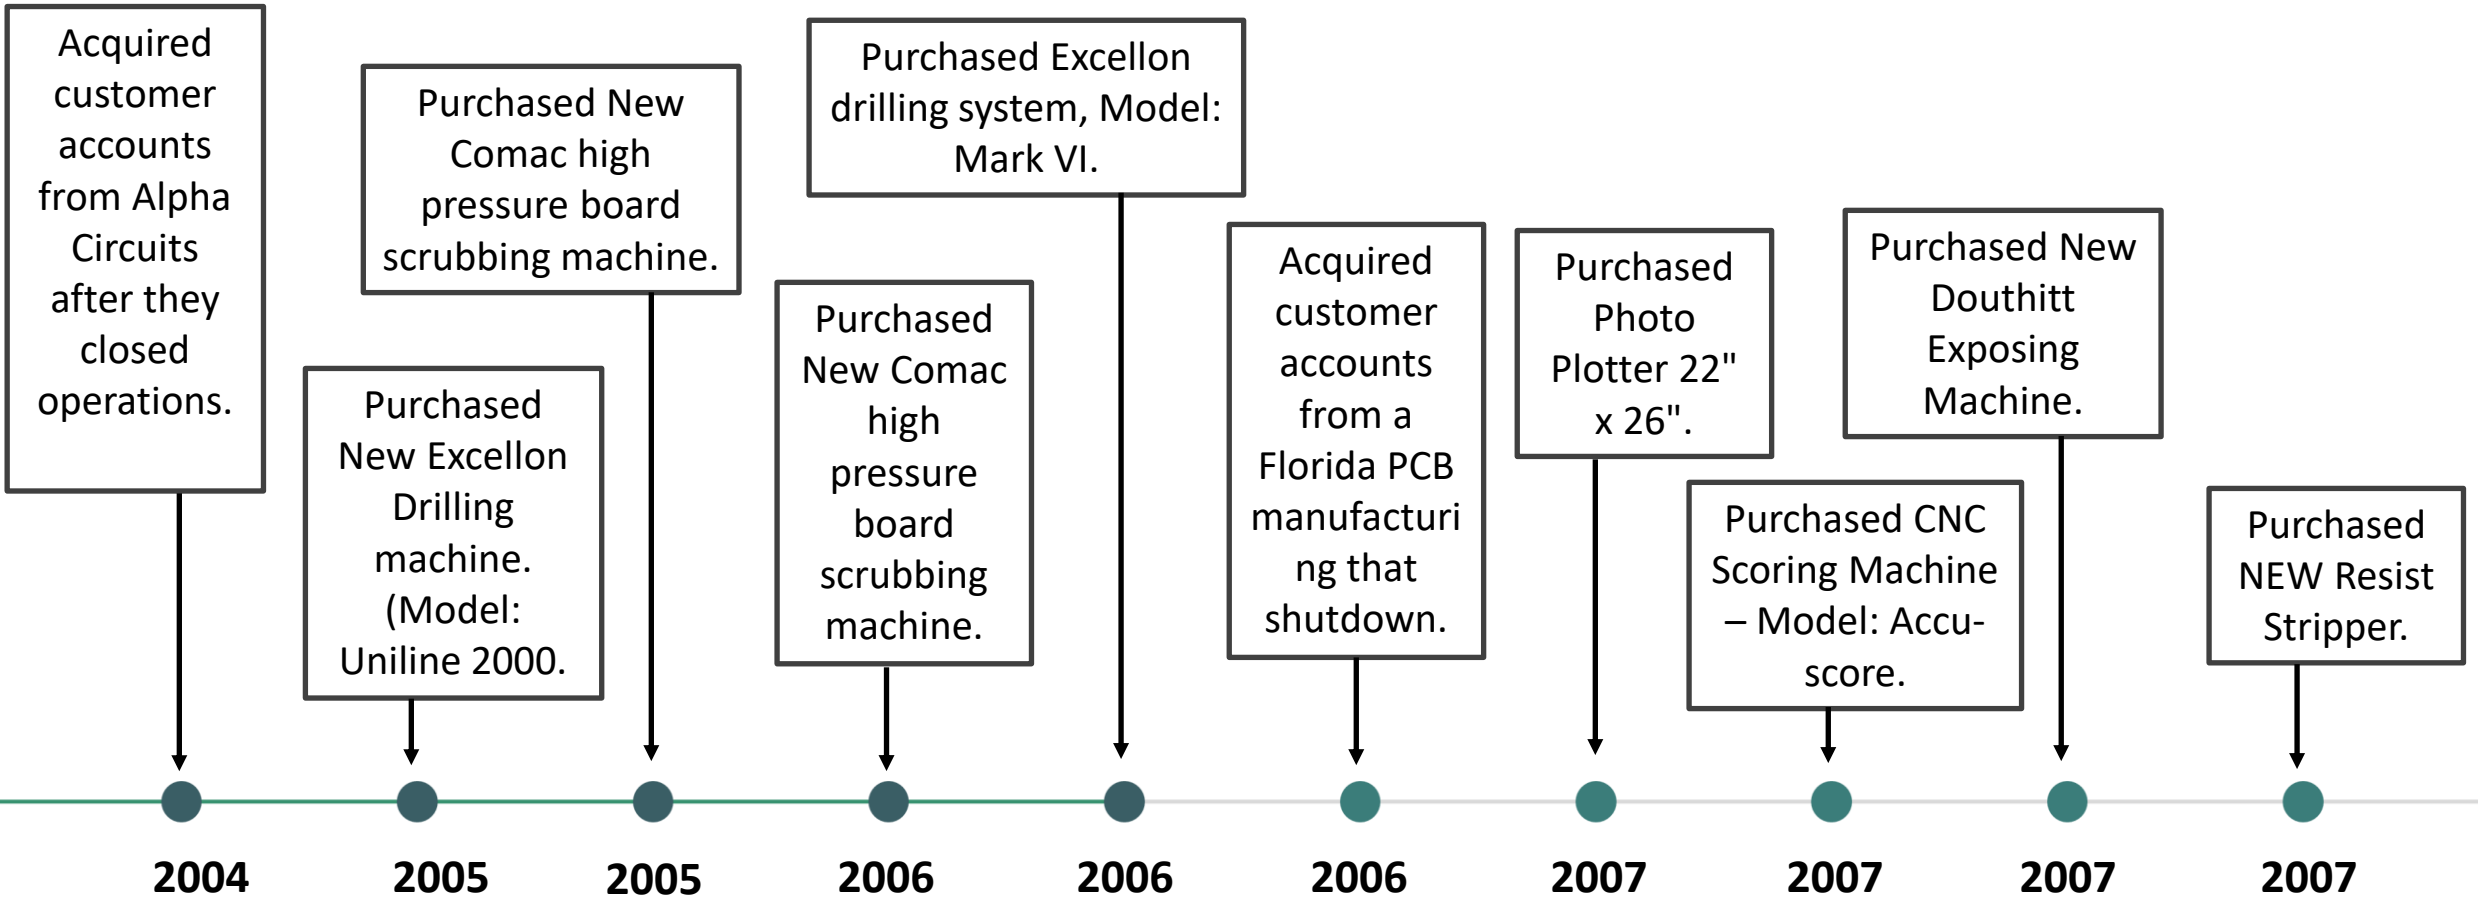 Acquired
customer
accounts
from Alpha
Circuits
after they
closed
operations.
Purchased
New Excellon
Drilling
machine.
(Model:
Uniline 2000.
Purchased New
Comac high
pressure board
scrubbing machine.
Purchased
New Comac
high
pressure
board
scrubbing
machine.
Purchased Excellon
drilling system, Model:
Mark VI.
Acquired
customer
accounts
from a
Florida PCB
manufacturi
ng that
shutdown.
Purchased
Photo
Plotter 22"
x 26".
Purchased CNC
Scoring Machine
– Model: Accu-
score.
Purchased New
Douthitt
Exposing
Machine.
Purchased
NEW Resist
Stripper.
2004
2005
2005
2006
2006
2006
2007
2007
2007
2007